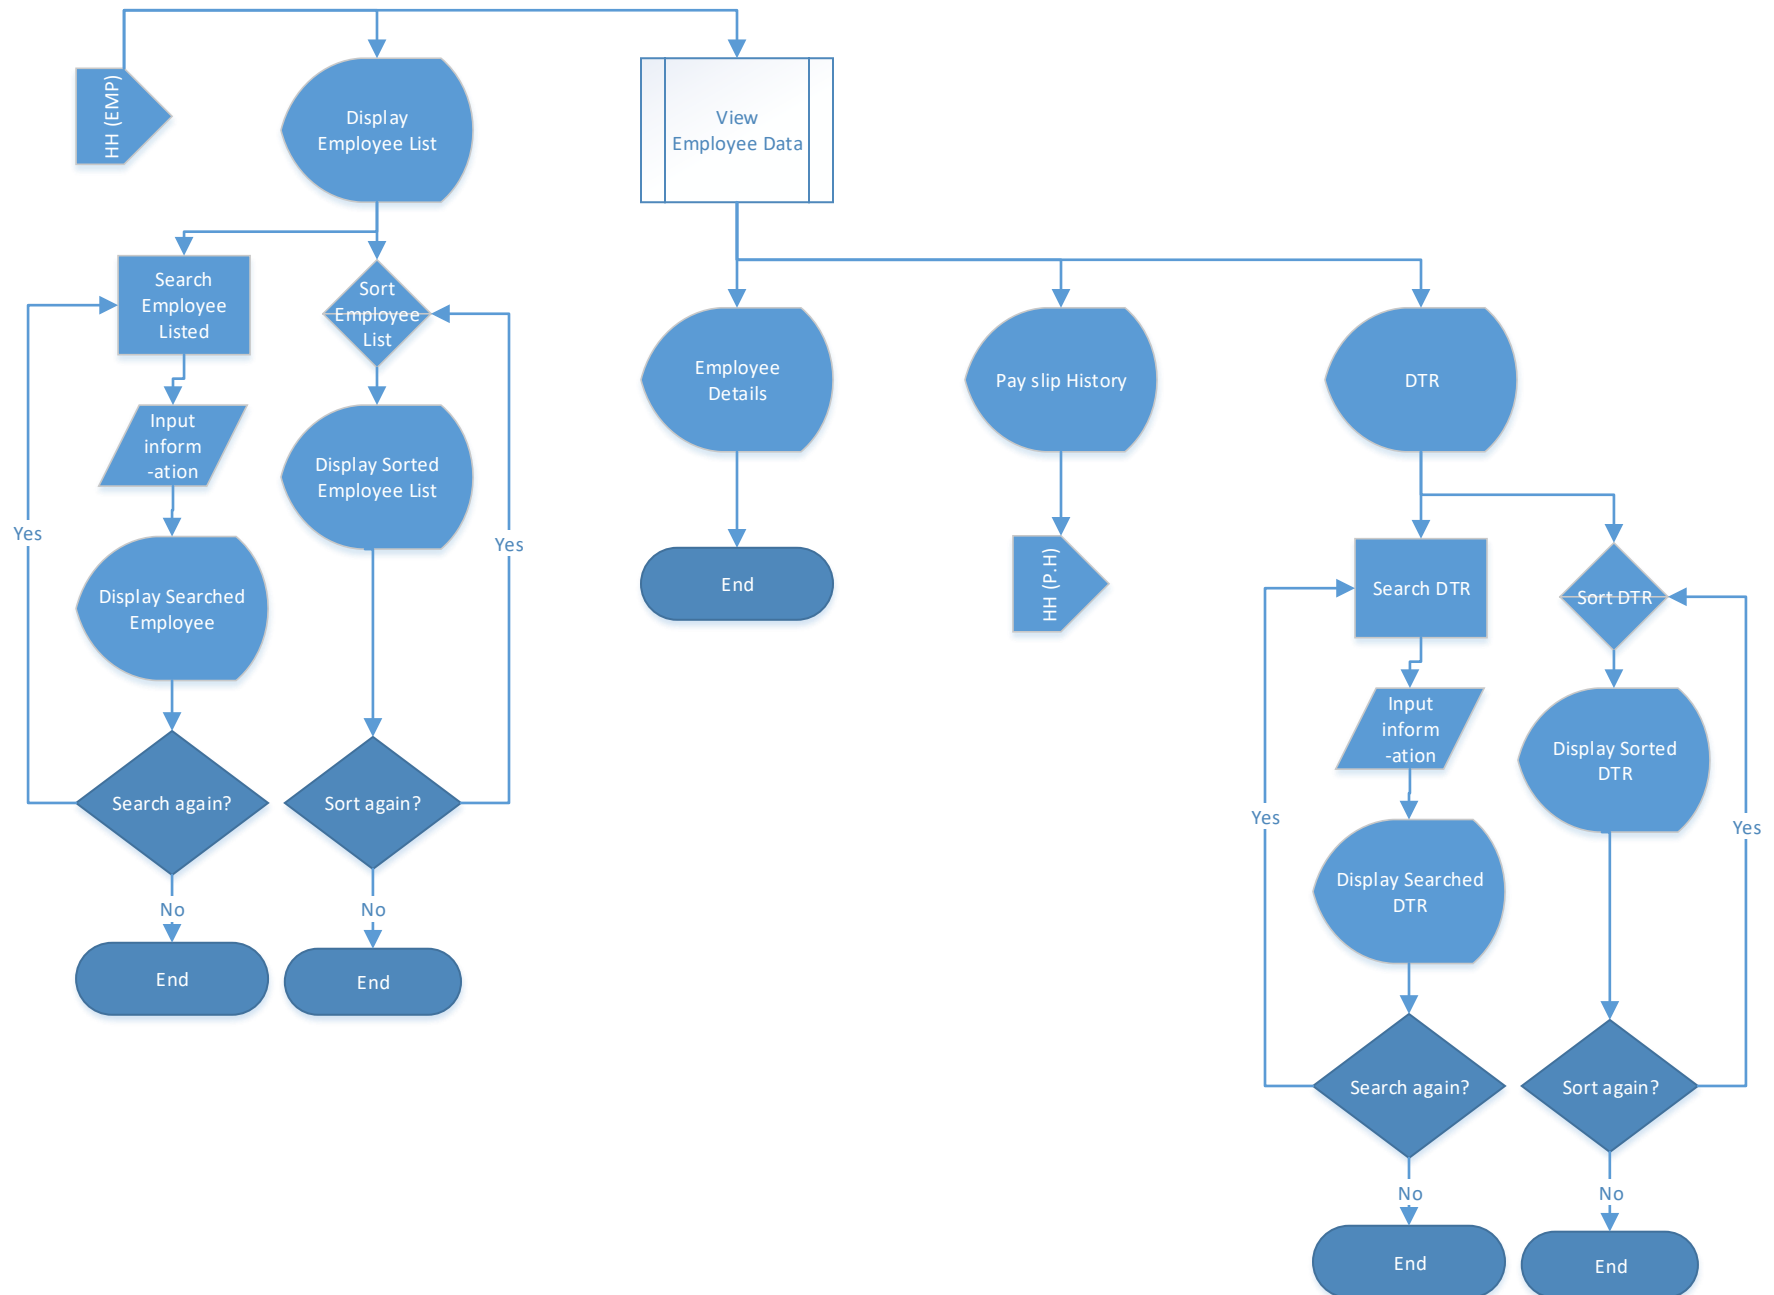 HH (EMP)
Display
Employee List
View
Employee Data
Search
Employee
Listed
Sort
Employee
List
Input
inform
-ation
Display Sorted
Employee List
Yes
Yes
Display Searched
Employee
Search again?
Sort again?
No
No
End
End
Employee
Details
Pay slip History
DTR
End
HH (P.H)
Search DTR
Sort DTR
Input
inform
-ation
Display Sorted
DTR
Yes
Yes
Display Searched
DTR
Search again?
Sort again?
No
No
End
End